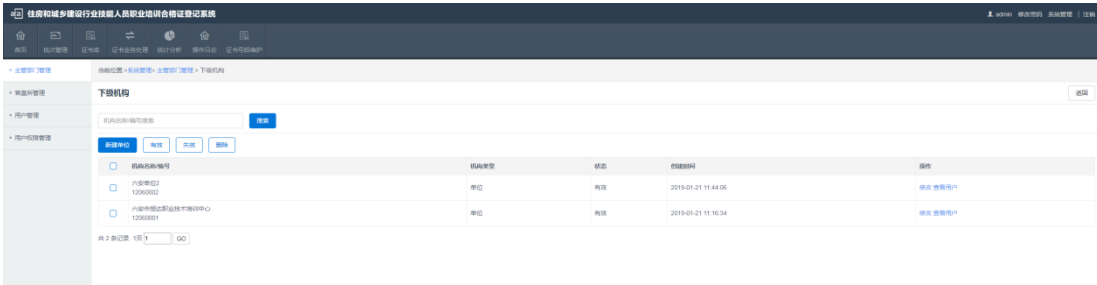 住房和城乡建设行业技能人员职业培训合格证登记系统
admin 修改密码 系统管理 | 注销
首页 批次管理 证书库 证书业务处理 统计分析 操作日志 证书号段维护
主管部门管理
用户管理
用户权限管理
当前位置 >系统管理> 主管部门管理 > 下级机构
下级机构
返回
机构名称/编号搜索 搜索
新建单位 有效 失效 删除
机构名称/编号 机构类型 状态 创建时间 操作
六安单位2
12060002
单位 有效 2019-01-21 11:44:06 修改 查看用户
六安市恒达职业技术培训中心
12060001
单位 有效 2019-01-21 11:16:34 修改 查看用户
共 2 条记录 1页 1 GO